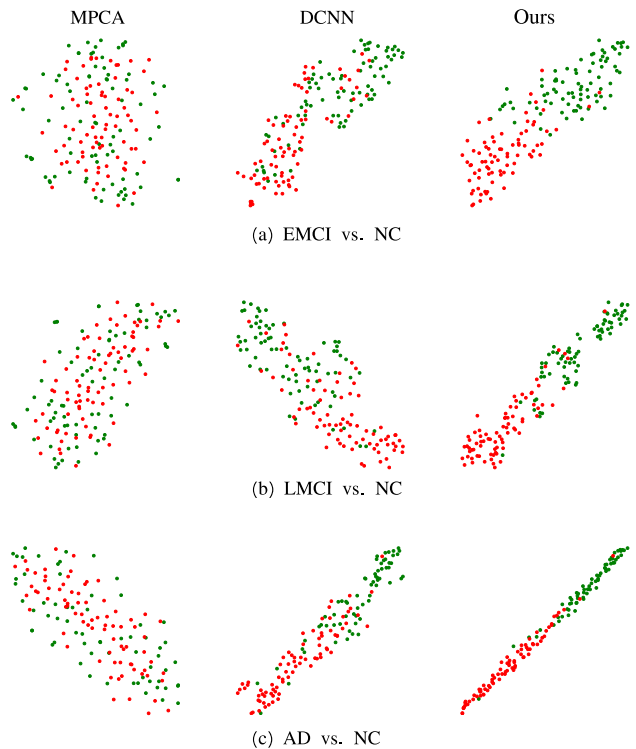 MPCA DCNN Ours
(a) EMCI vs. NC
(b) LMCI vs. NC
(c) AD vs. NC